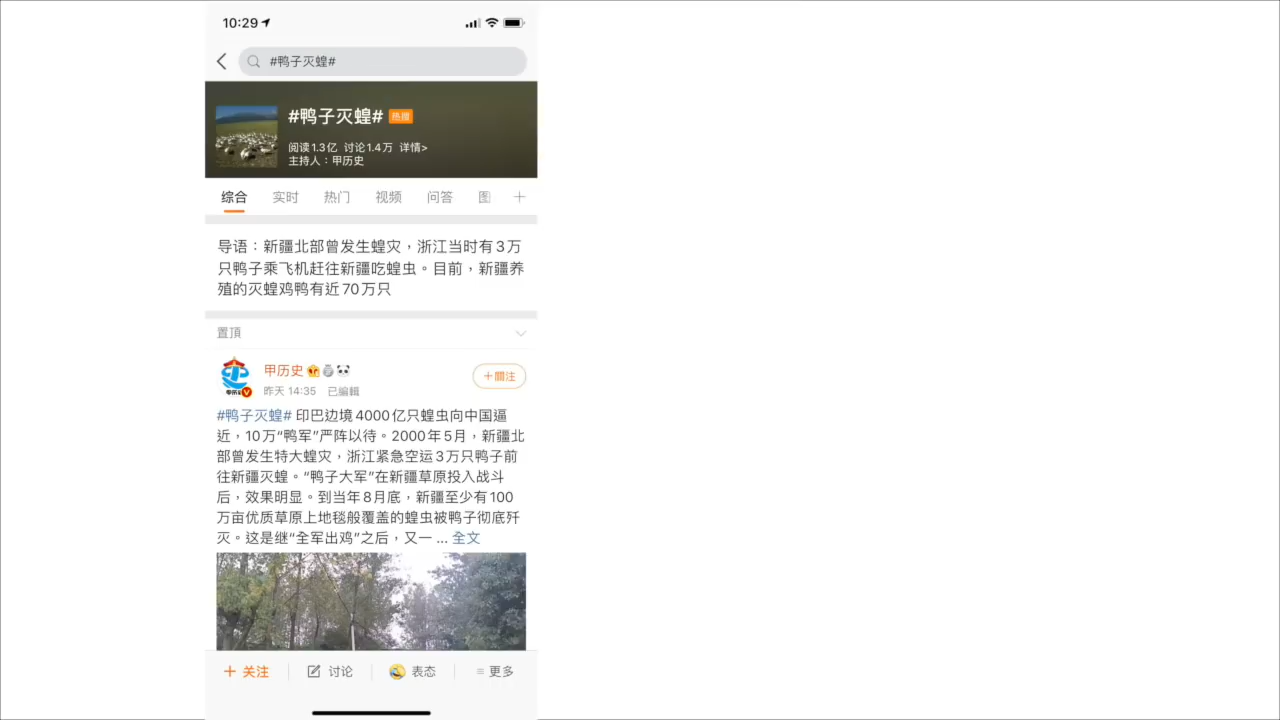 10:29
#鸭子灭蝗#
#鸭子灭蝗# 热搜
阅读1.3亿 讨论1.4万 详情>
主持人：甲历史
综合 实时 热门 视频 问答 图
导语：新疆北部曾发生蝗灾，浙江当时有3万
只鸭子乘飞机赶往新疆吃蝗虫。目前，新疆养
殖的灭蝗鸡鸭有近70万只
置頂
甲历史
昨天 14:35 已编辑
+關注
#鸭子灭蝗# 印巴边境4000亿只蝗虫向中国逼
近，10万“鸭军”严阵以待。2000年5月，新疆北
部曾发生特大蝗灾，浙江紧急空运3万只鸭子前
往新疆灭蝗。“鸭子大军”在新疆草原投入战斗
后，效果明显。到当年8月底，新疆至少有100
万亩优质草原上地毯般覆盖的蝗虫被鸭子彻底歼
灭。这是继“全军出鸡”之后，又一 ... 全文
+ 关注 讨论 表态 更多